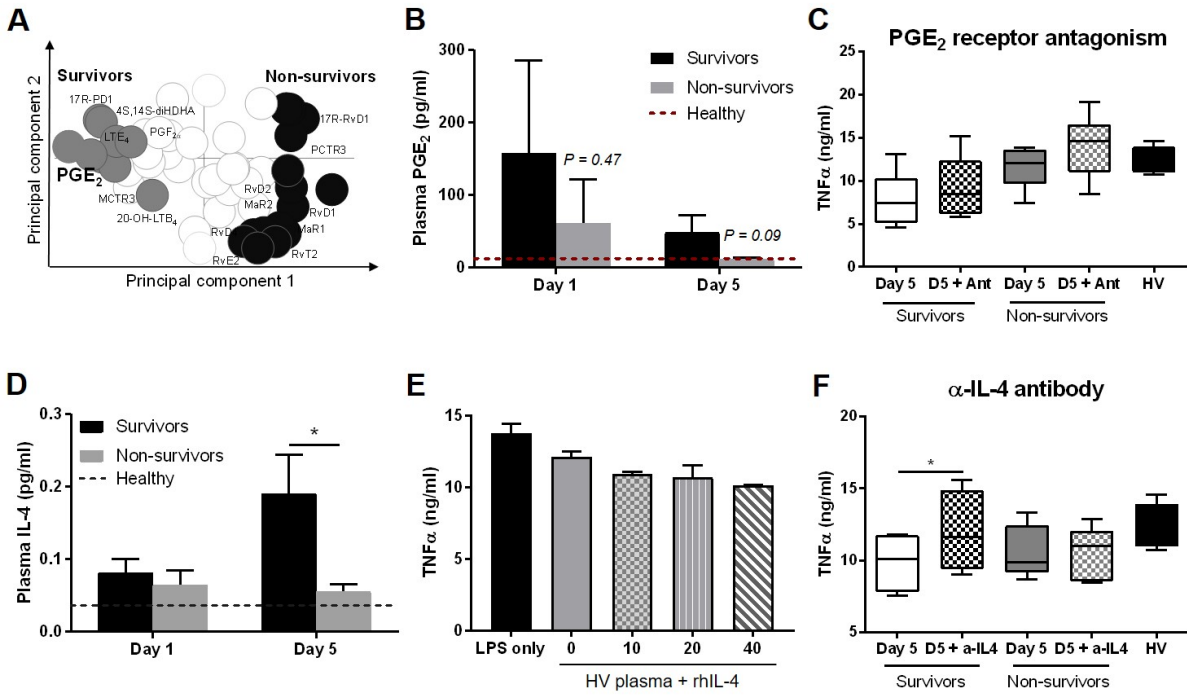 A
Survivors
Non-survivors
17R-PD1
4S,14S-diHDHA
17R-RvD1
LTE₄
PGF₂α
PCTR3
PGE₂
MCTR3
RvD2
MaR2
RvD1
20-OH-LTB₄
RvD
MaR1
RvE2
RvT2
Principal component 2
Principal component 1
B
Plasma PGE₂ (pg/ml)
300
200
100
0
Survivors
Non-survivors
Healthy
P = 0.47
P = 0.09
Day 1
Day 5
C
PGE₂ receptor antagonism
TNFα (ng/ml)
25
20
15
10
5
0
Day 5
D5 + Ant
Day 5
D5 + Ant
HV
Survivors
Non-survivors
D
Plasma IL-4 (pg/ml)
0.3
0.2
0.1
0.0
Survivors
Non-survivors
Healthy
*
Day 1
Day 5
E
TNFα (ng/ml)
15
10
5
0
LPS only
0
10
20
40
HV plasma + rhIL-4
F
α-IL-4 antibody
TNFα (ng/ml)
20
15
10
5
*
Day 5
D5 + a-IL4
Day 5
D5 + a-IL4
HV
Survivors
Non-survivors